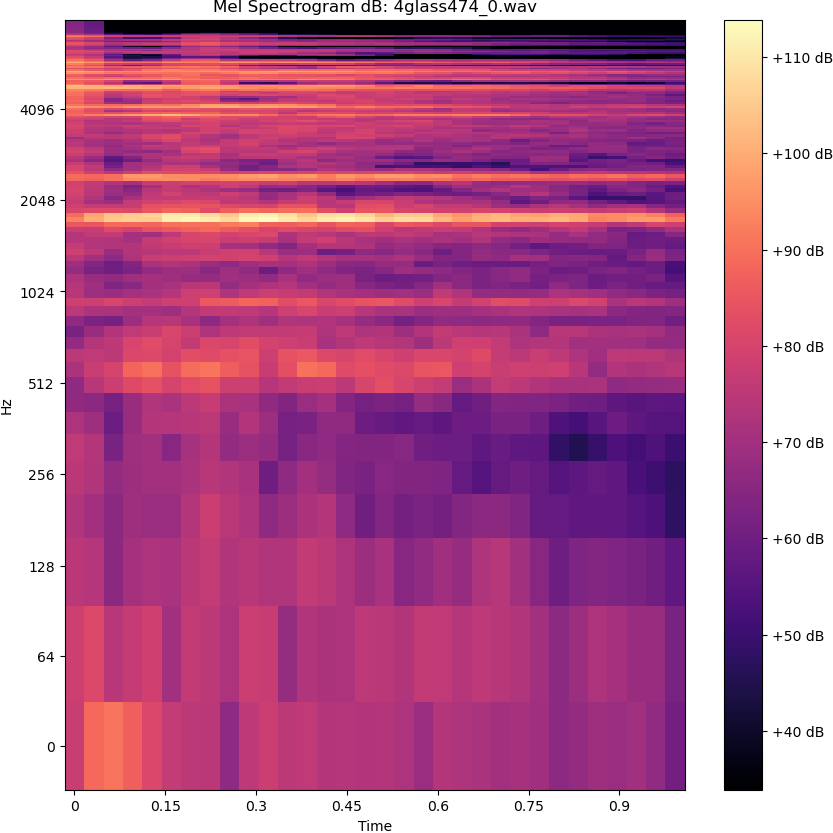 Mel Spectrogram dB: 4glass474_0.wav
+110 dB
4096
+100 dB
2048
+90 dB
1024
+80 dB
512
Hz
+70 dB
256
+60 dB
128
64
+50 dB
0
+40 dB
0 0.15 0.3 0.45 0.6 0.75 0.9
Time